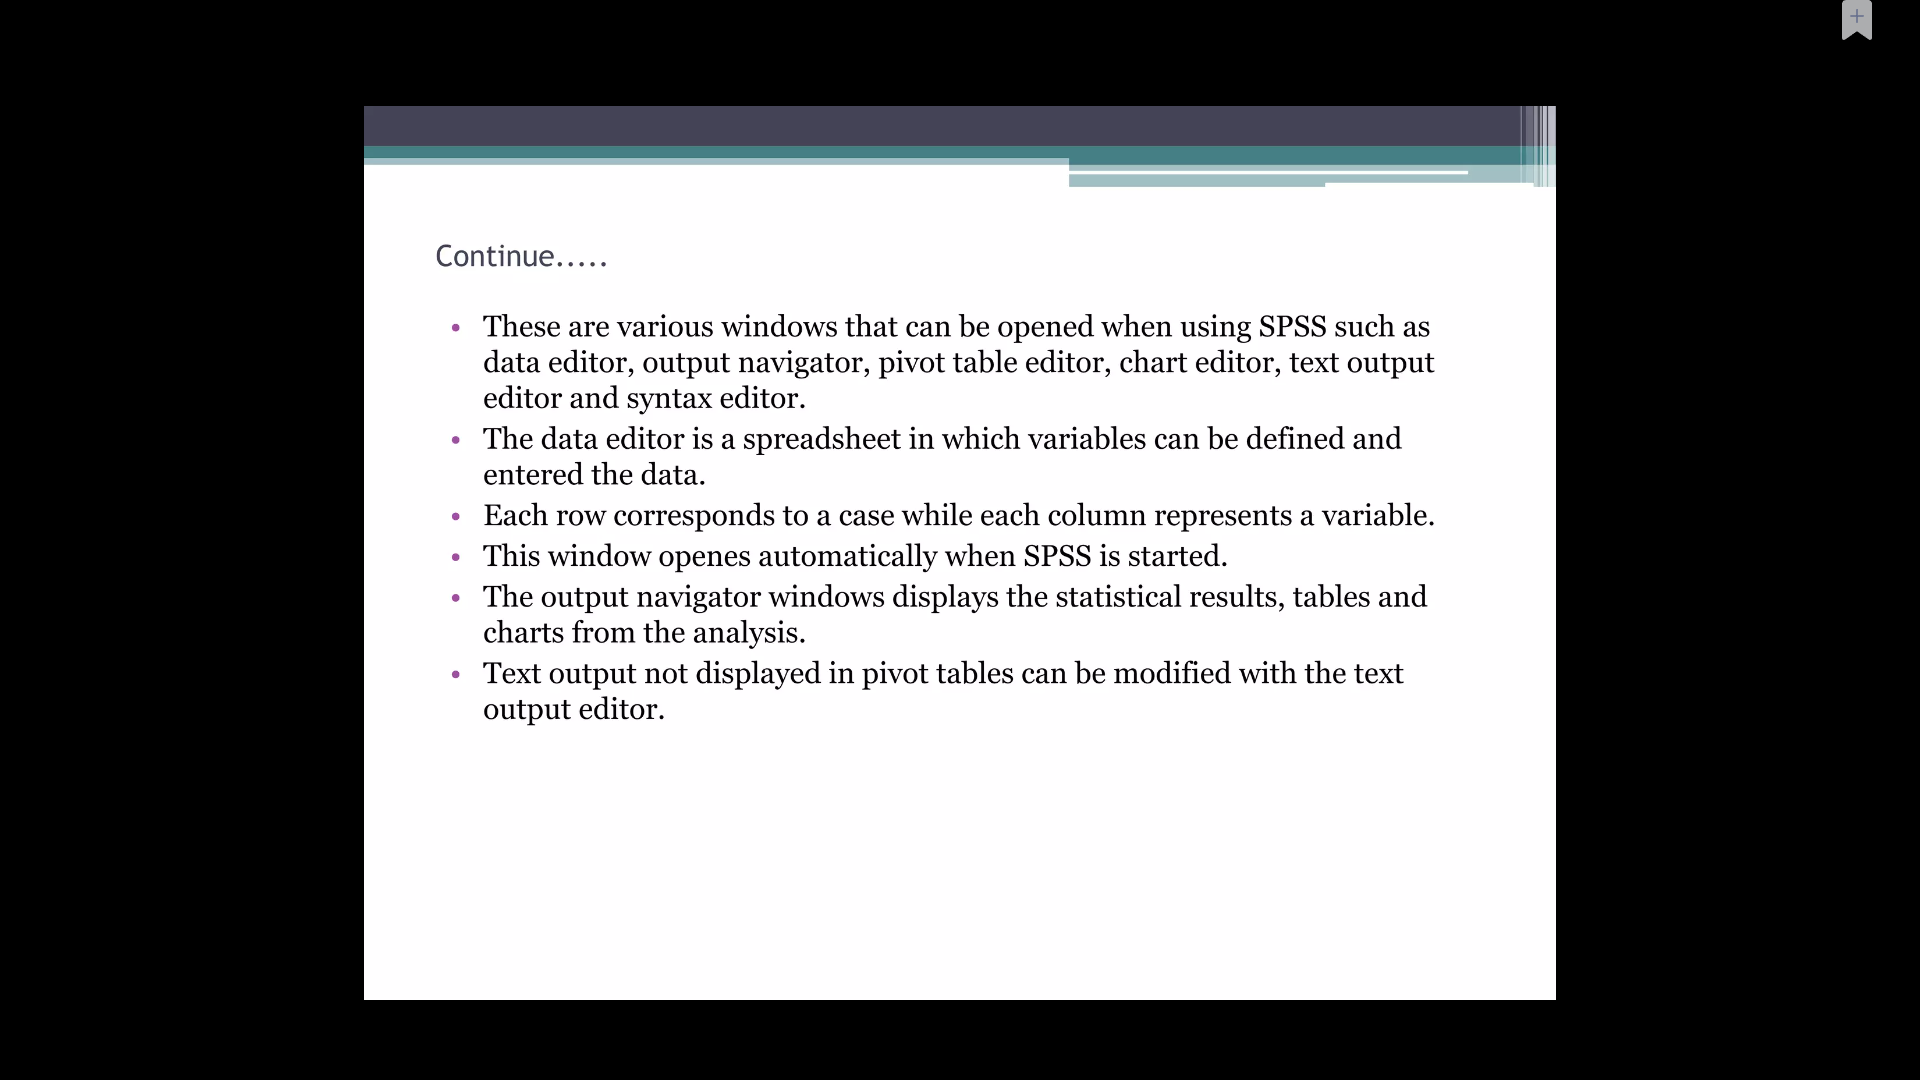 Continue.....
• These are various windows that can be opened when using SPSS such as
data editor, output navigator, pivot table editor, chart editor, text output
editor and syntax editor.
• The data editor is a spreadsheet in which variables can be defined and
entered the data.
• Each row corresponds to a case while each column represents a variable.
• This window openes automatically when SPSS is started.
• The output navigator windows displays the statistical results, tables and
charts from the analysis.
• Text output not displayed in pivot tables can be modified with the text
output editor.